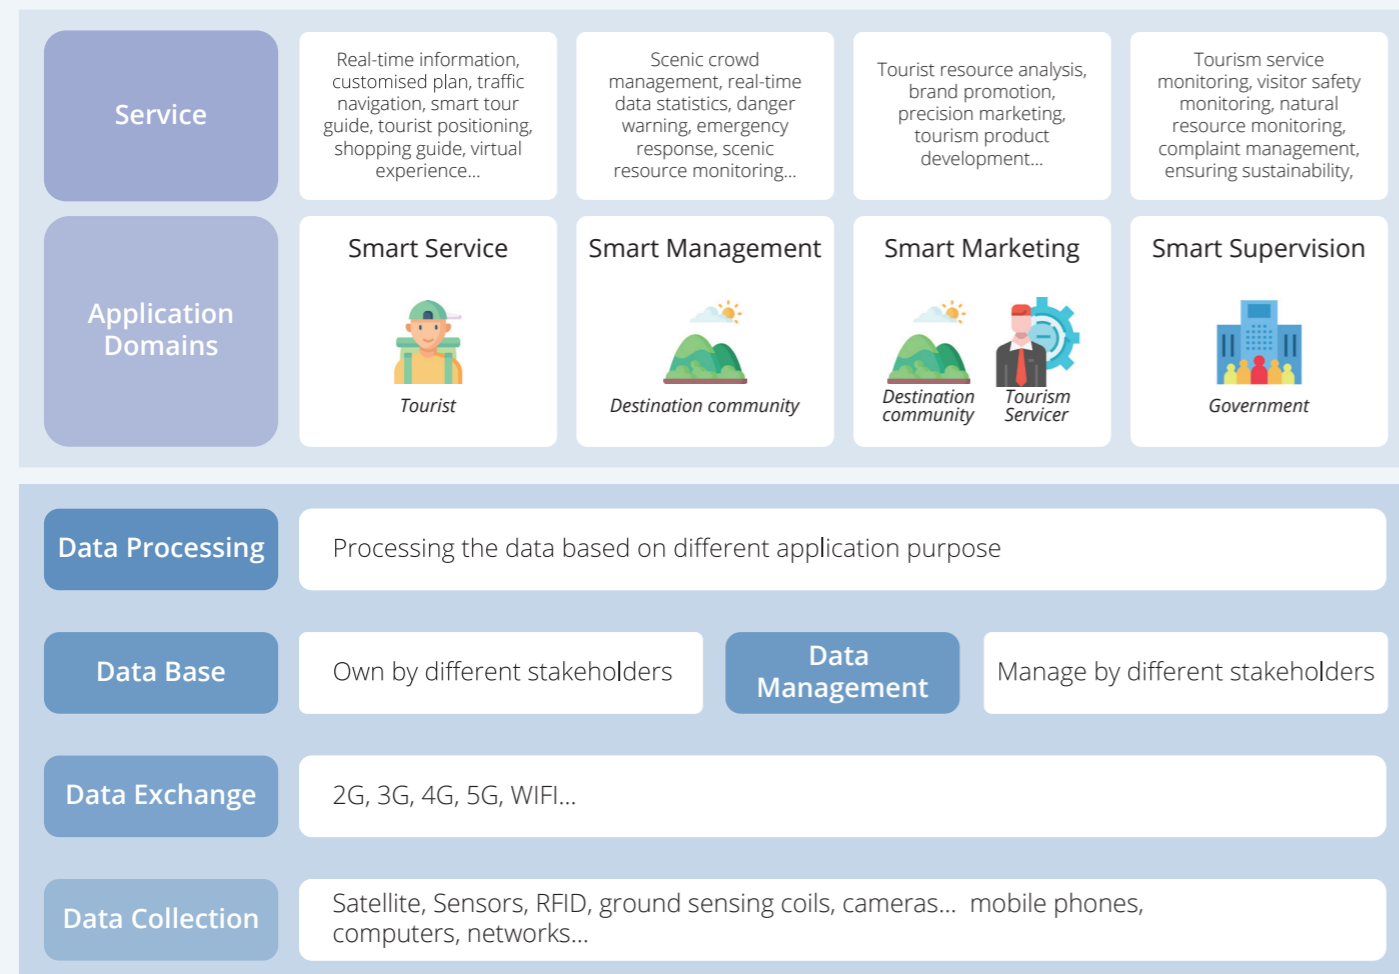 Service
Real-time information,
customised plan, traffic
navigation, smart tour
guide, tourist positioning,
shopping guide, virtual
experience...
Scenic crowd
management, real-time
data statistics, danger
warning, emergency
response, scenic
resource monitoring...
Tourist resource analysis,
brand promotion,
precision marketing,
tourism product
development...
Tourism service
monitoring, visitor safety
monitoring, natural
resource monitoring,
complaint management,
ensuring sustainability,
Application
Domains
Smart Service
Tourist
Smart Management
Destination community
Smart Marketing
Destination
community
Tourism
Servicer
Smart Supervision
Government
Data Processing
Processing the data based on different application purpose
Data Base
Own by different stakeholders
Data
Management
Manage by different stakeholders
Data Exchange
2G, 3G, 4G, 5G, WIFI...
Data Collection
Satellite, Sensors, RFID, ground sensing coils, cameras... mobile phones,
computers, networks...